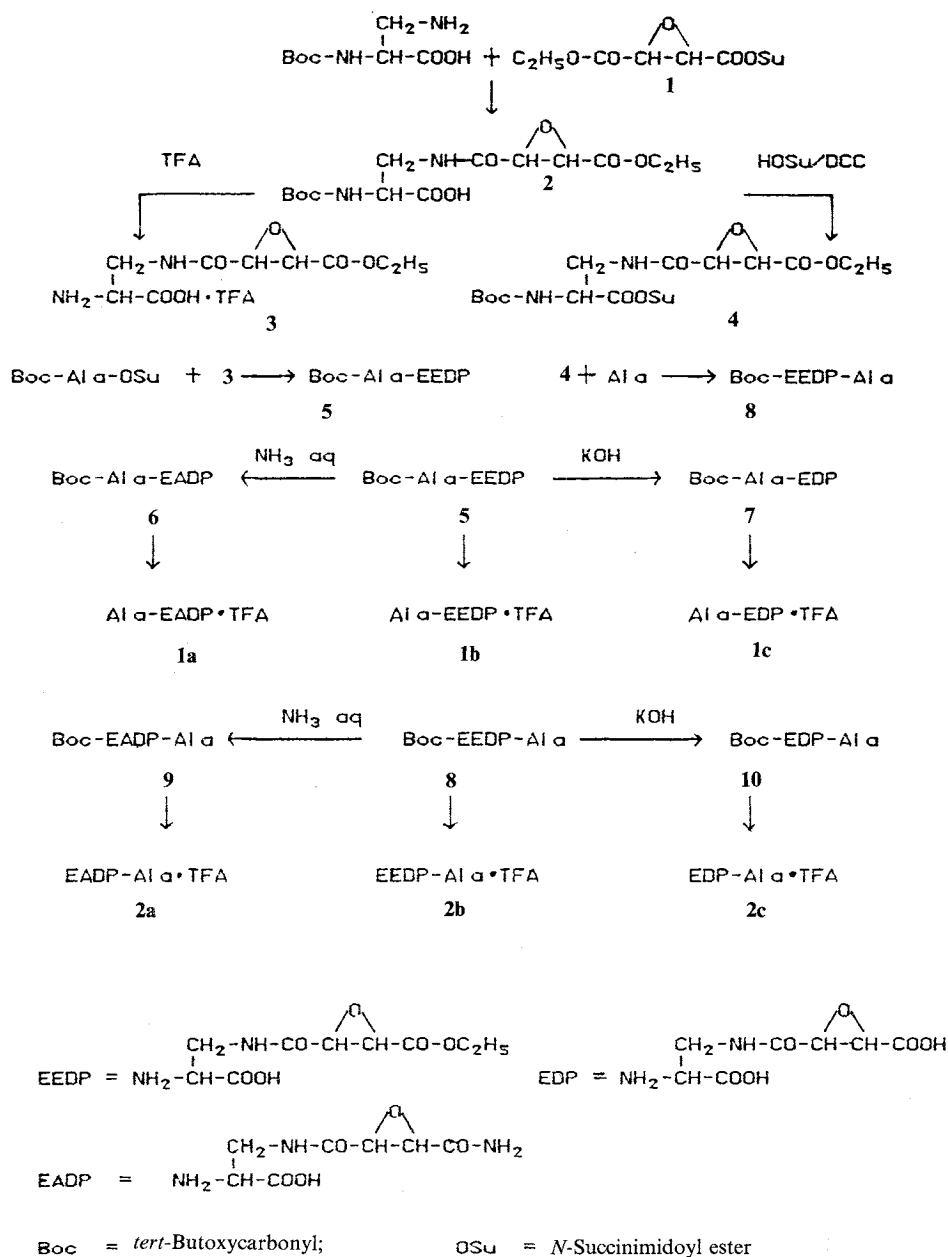 CH2-NH2 O
Boc-NH-CH-COOH + C2H5O-CO-CH-CH-COOSu
1
O
TFA CH2-NH-CO-CH-CH-CO-OC2H5 HOSu/DCC
2
Boc-NH-CH-COOH
O O
CH2-NH-CO-CH-CH-CO-OC2H5 CH2-NH-CO-CH-CH-CO-OC2H5
NH2-CH-COOH·TFA Boc-NH-CH-COOSu
3 4
Boc-Ala-OSu + 3 → Boc-Ala-EEDP 4 + Ala → Boc-EEDP-Ala
5 8
NH3 aq KOH
Boc-Ala-EADP ← Boc-Ala-EEDP → Boc-Ala-EDP
6 5 7
Ala-EADP·TFA Ala-EEDP·TFA Ala-EDP·TFA
1a 1b 1c
NH3 aq KOH
Boc-EADP-Ala ← Boc-EEDP-Ala → Boc-EDP-Ala
9 8 10
EADP-Ala·TFA EEDP-Ala·TFA EDP-Ala·TFA
2a 2b 2c
O O
CH2-NH-CO-CH-CH-CO-OC2H5 CH2-NH-CO-CH-CH-COOH
EEDP = NH2-CH-COOH EDP = NH2-CH-COOH
O
CH2-NH-CO-CH-CH-CO-NH2
EADP = NH2-CH-COOH
Boc = tert-Butoxycarbonyl; OSu = N-Succinimidoyl ester